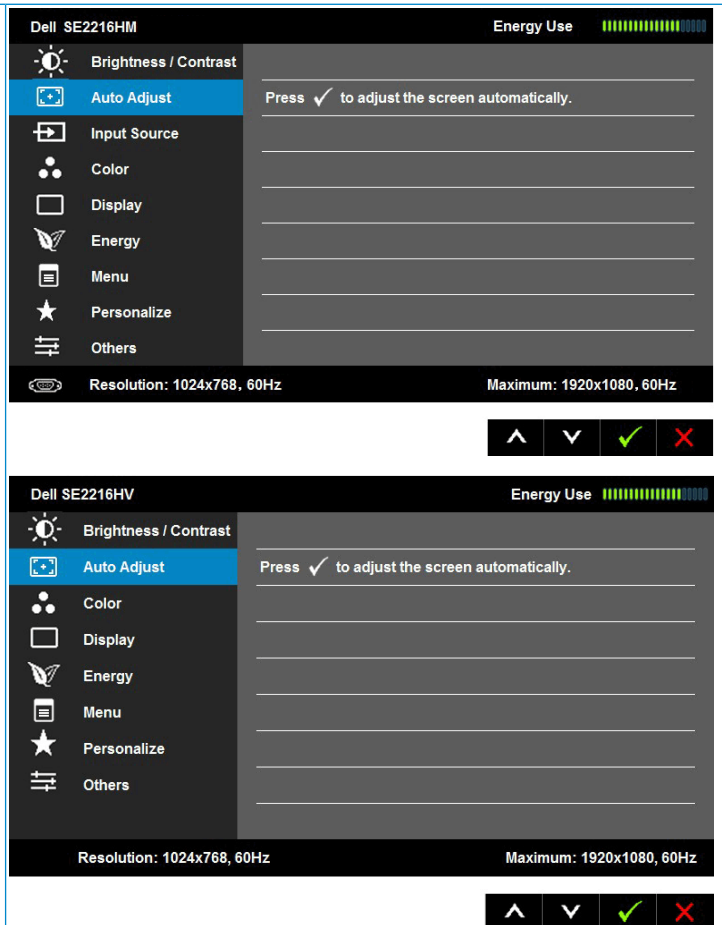 Dell SE2216HM Energy Use
Brightness / Contrast
Auto Adjust Press ✓ to adjust the screen automatically.
Input Source
Color
Display
Energy
Menu
Personalize
Others
Resolution: 1024x768, 60Hz Maximum: 1920x1080, 60Hz
Dell SE2216HV Energy Use
Brightness / Contrast
Auto Adjust Press ✓ to adjust the screen automatically.
Color
Display
Energy
Menu
Personalize
Others
Resolution: 1024x768, 60Hz Maximum: 1920x1080, 60Hz